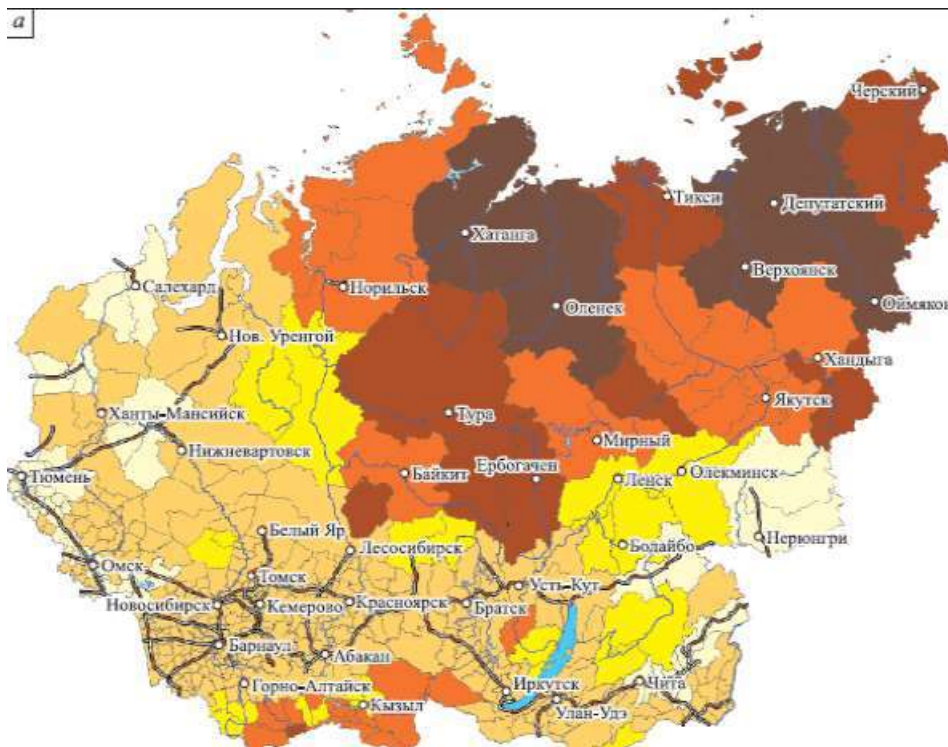 а
Черский
Тикси
Депутатский
Хатанга
Верхоянск
Салехард
Норильск
Оленек
Оймякон
Нов. Уренгой
Хандыга
Ханты-Мансийск
Тура
Якутск
Мирный
Нижневартовск
Ербогачен
Тюмень
Байкит
Ленск
Олекминск
Белый Яр
Лесосибирск
Бодайбо
Нерюнгри
Омск
Томск
Усть-Кут
Новосибирск
Кемерово
Красноярск
Братск
Барнаул
Абакан
Горно-Алтайск
Иркутск
Чита
Кызыл
Улан-Удэ